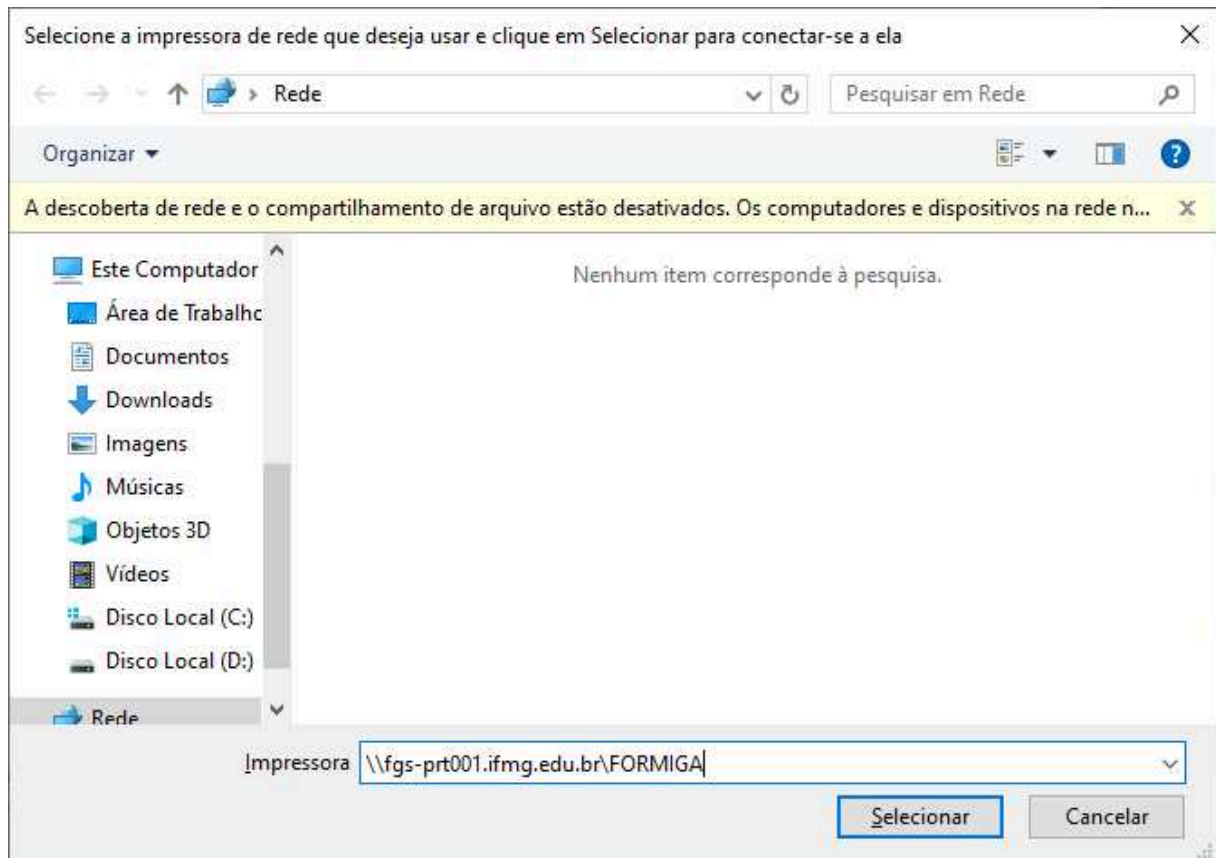 Selecione a impressora de rede que deseja usar e clique em Selecionar para conectar-se a ela
Rede
Pesquisar em Rede
Organizar
A descoberta de rede e o compartilhamento de arquivo estão desativados. Os computadores e dispositivos na rede n...
Este Computador
Nenhum item corresponde à pesquisa.
Área de Trabalhc
Documentos
Downloads
Imagens
Músicas
Objetos 3D
Vídeos
Disco Local (C:)
Disco Local (D:)
Rede
Impressora \\fgs-prt001.ifmg.edu.br\FORMIGA
Selecionar Cancelar